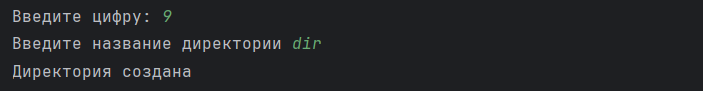 Введите цифру: 9
Введите название директории dir
Директория создана